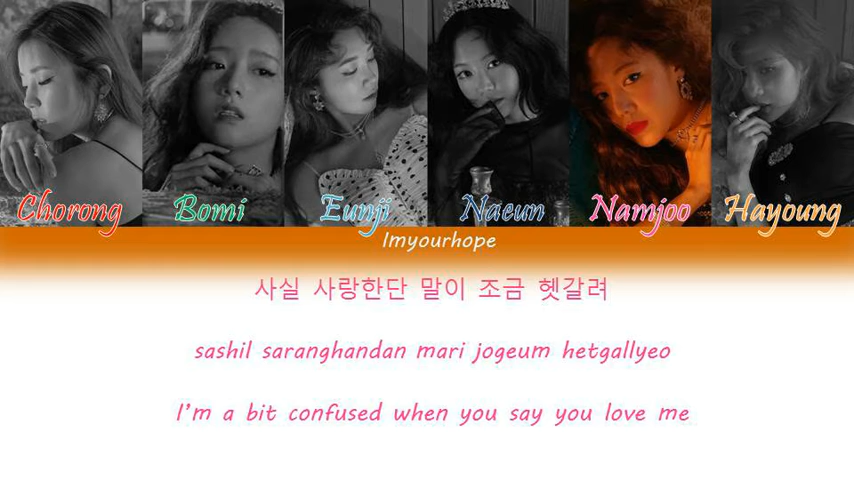 Chorong Bomi Eunji Naeun Namjoo Hayoung
Imyourhope
사실 사랑한단 말이 조금 헷갈려
sashil saranghandan mari jogeum hetgallyeo
I'm a bit confused when you say you love me